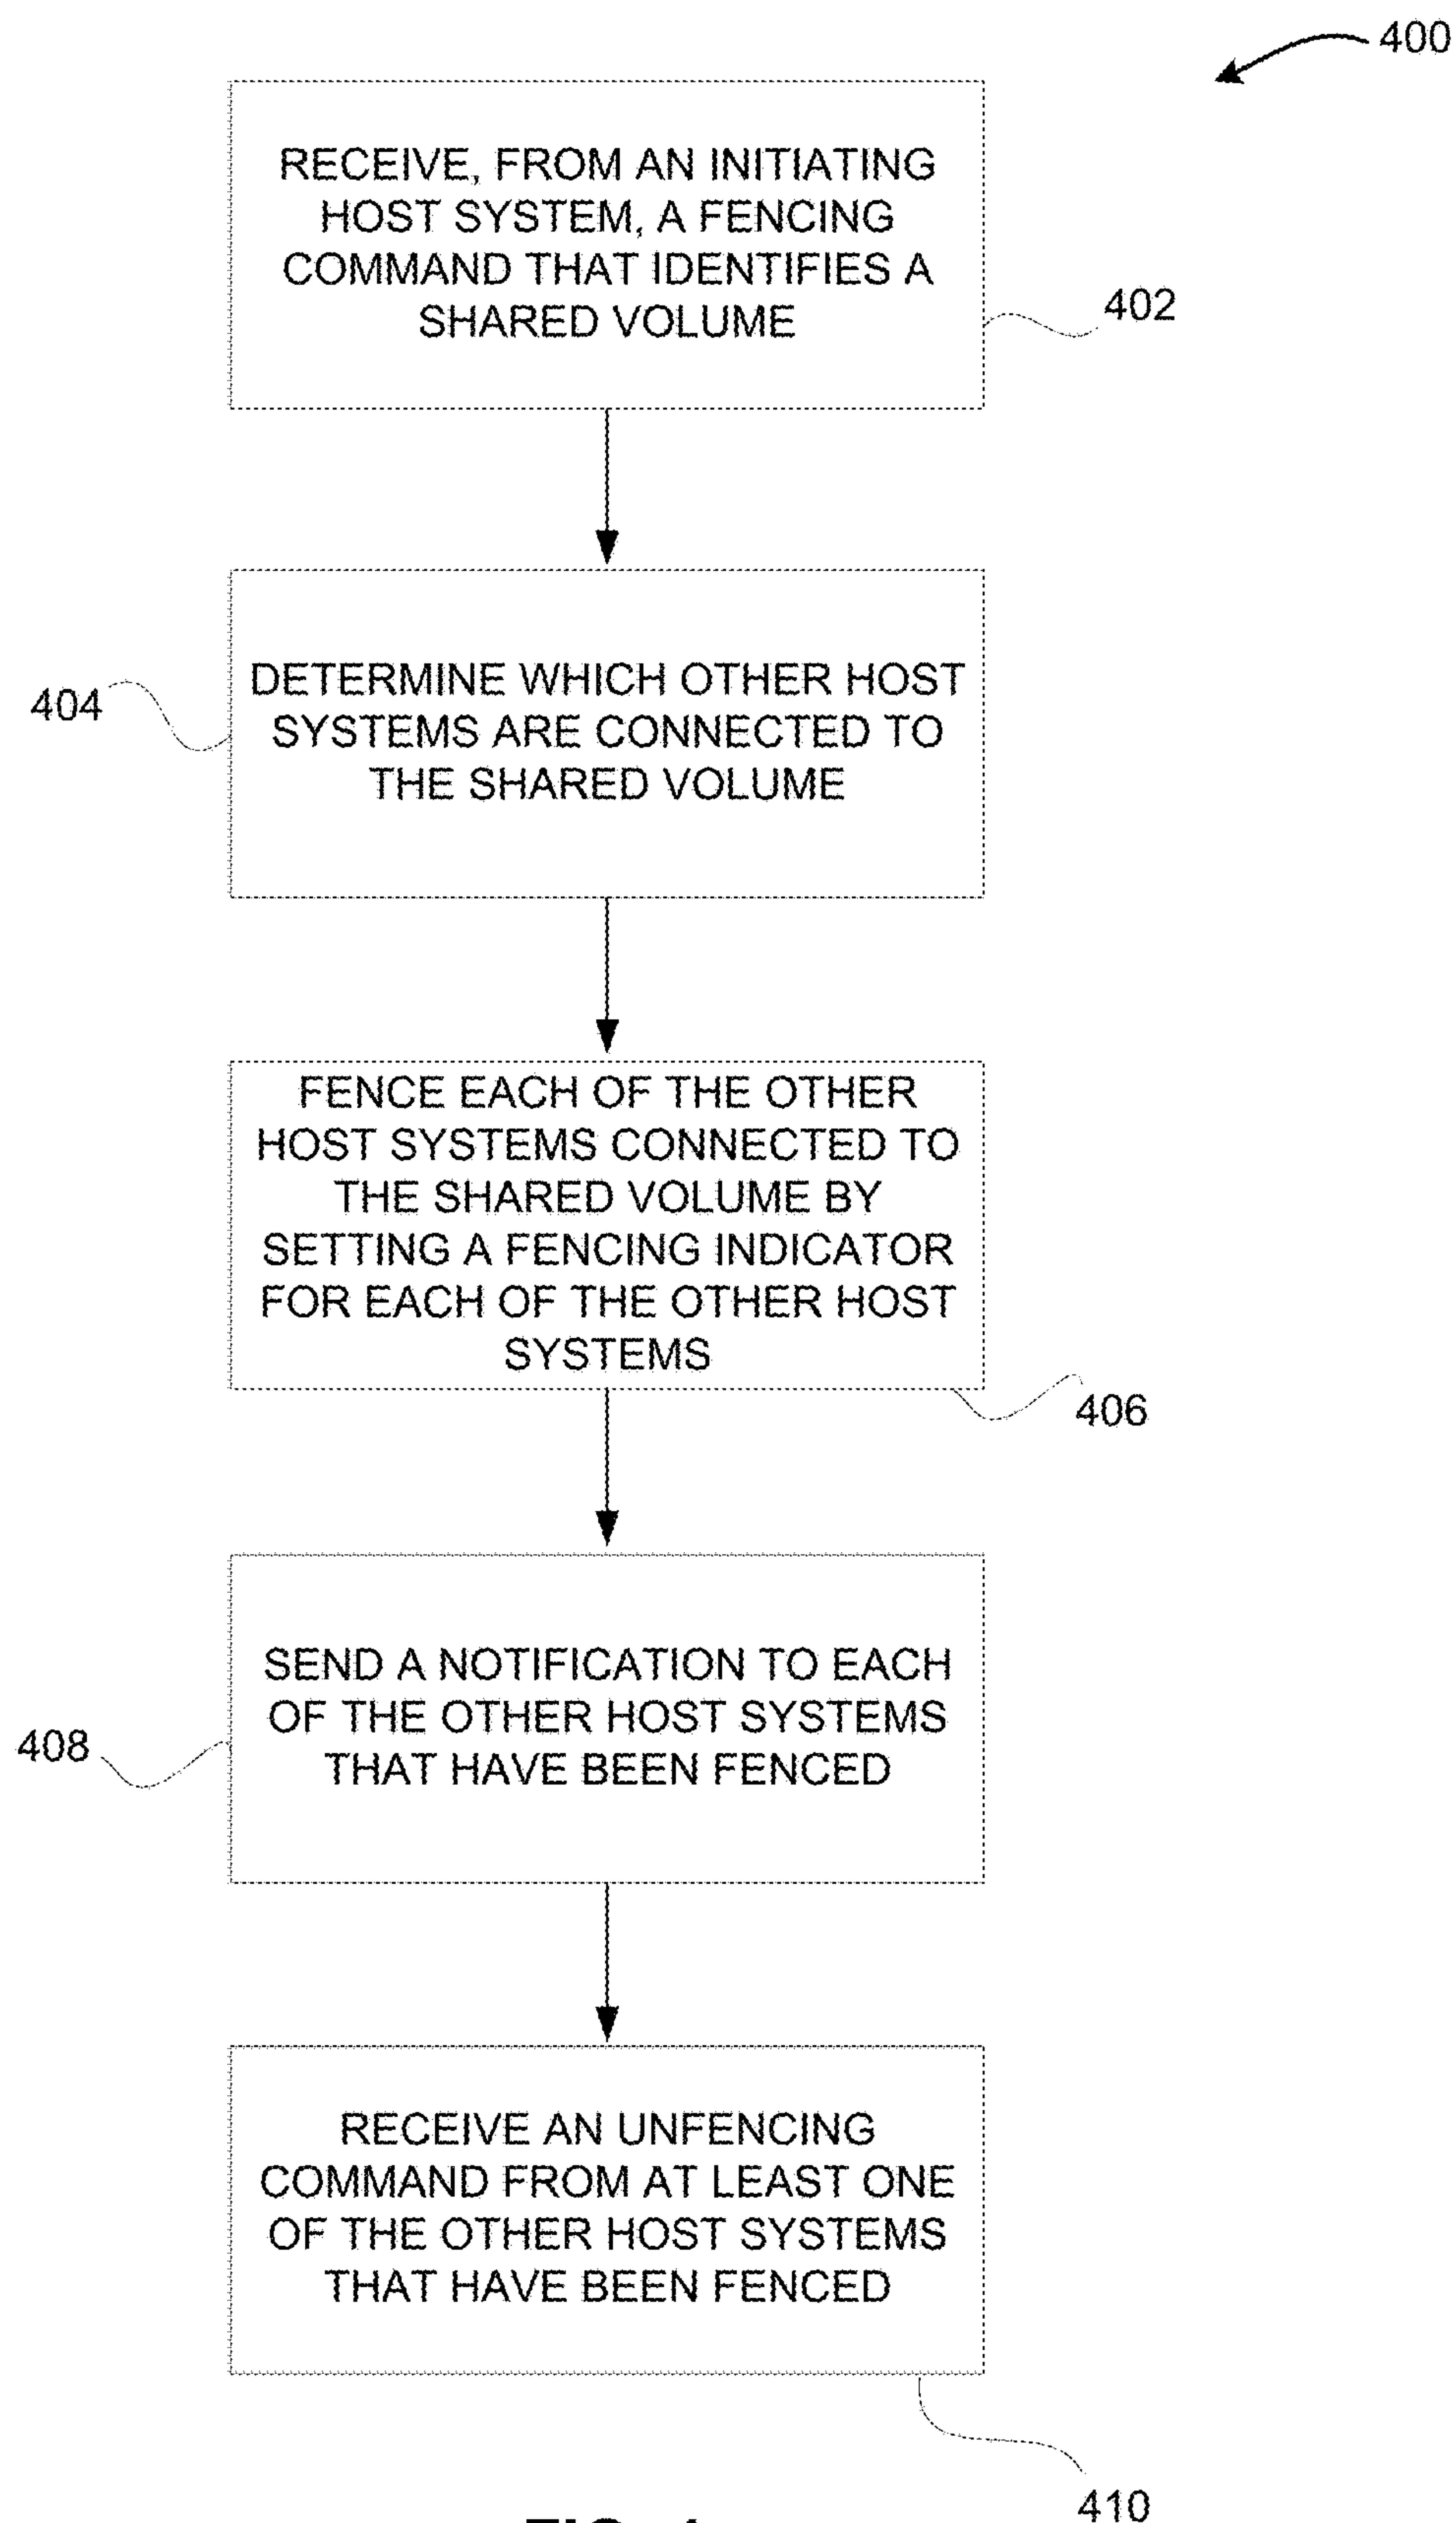 400
RECEIVE, FROM AN INITIATING
HOST SYSTEM, A FENCING
COMMAND THAT IDENTIFIES A
SHARED VOLUME
402
DETERMINE WHICH OTHER HOST
SYSTEMS ARE CONNECTED TO
THE SHARED VOLUME
404
FENCE EACH OF THE OTHER
HOST SYSTEMS CONNECTED TO
THE SHARED VOLUME BY
SETTING A FENCING INDICATOR
FOR EACH OF THE OTHER HOST
SYSTEMS
406
SEND A NOTIFICATION TO EACH
OF THE OTHER HOST SYSTEMS
THAT HAVE BEEN FENCED
408
RECEIVE AN UNFENCING
COMMAND FROM AT LEAST ONE
OF THE OTHER HOST SYSTEMS
THAT HAVE BEEN FENCED
410